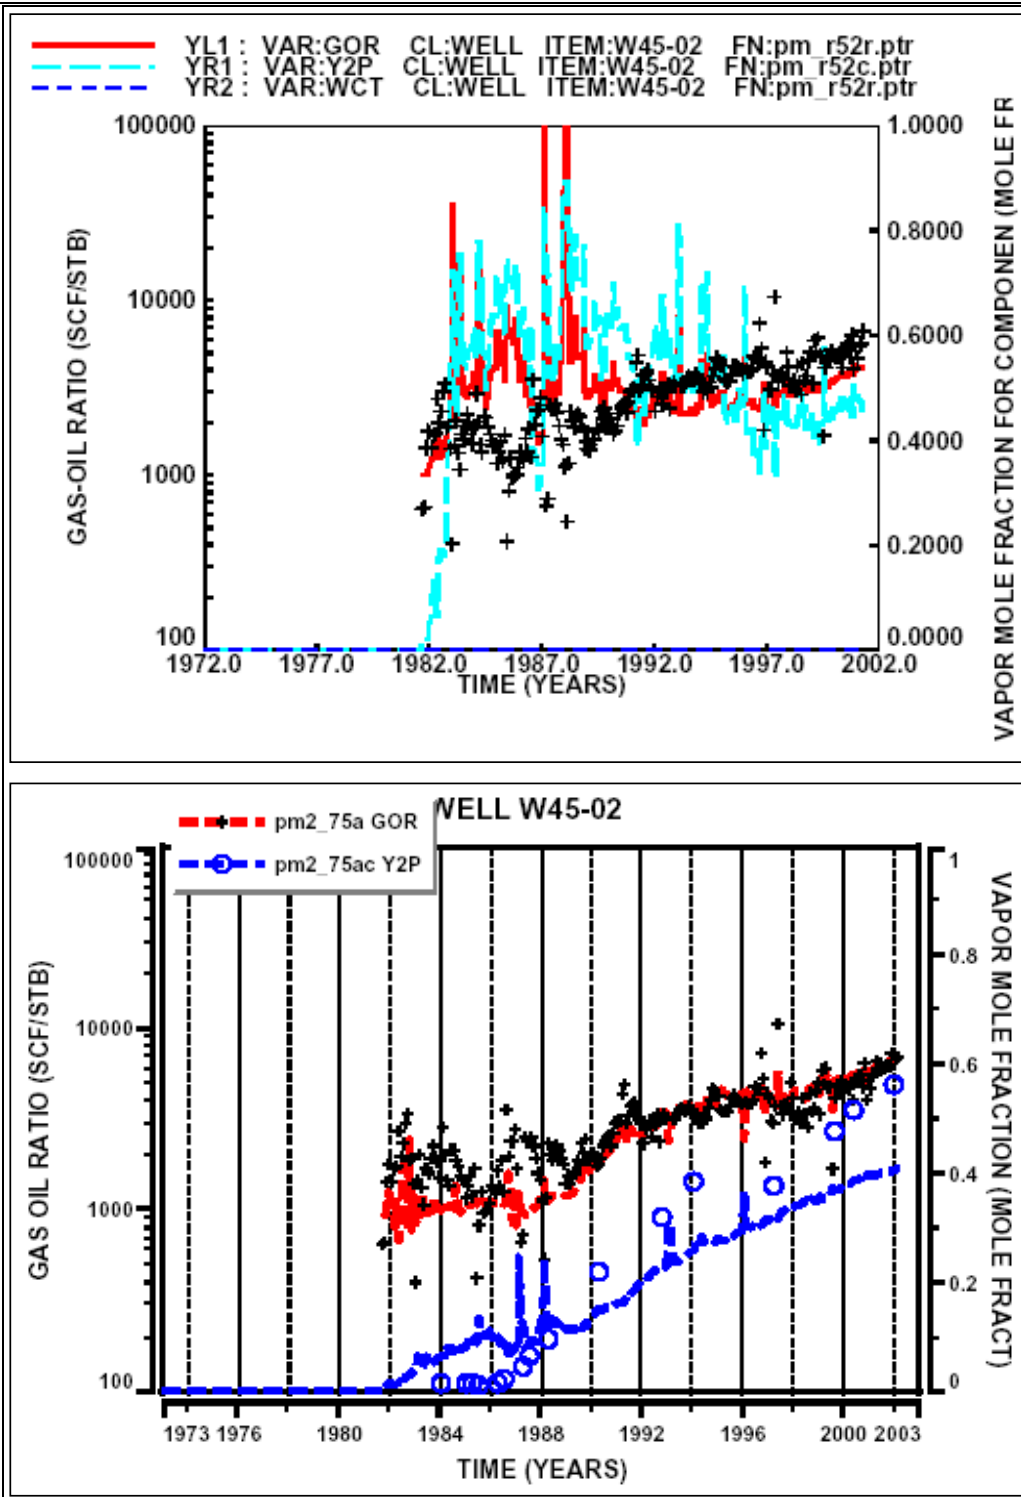 YL1 : VAR:GOR CL:WELL ITEM:W45-02 FN:pm_r52r.ptr
YR1 : VAR:Y2P CL:WELL ITEM:W45-02 FN:pm_r52c.ptr
YR2 : VAR:WCT CL:WELL ITEM:W45-02 FN:pm_r52r.ptr
100000
10000
1000
100
GAS-OIL RATIO (SCF/STB)
1.0000
0.8000
0.6000
0.4000
0.2000
0.0000
VAPOR MOLE FRACTION FOR COMPONEN (MOLE FR
1972.0 1977.0 1982.0 1987.0 1992.0 1997.0 2002.0
TIME (YEARS)
WELL W45-02
pm2_75a GOR
pm2_75ac Y2P
100000
10000
1000
100
GAS OIL RATIO (SCF/STB)
1
0.8
0.6
0.4
0.2
0
VAPOR MOLE FRACTION (MOLE FRACT)
1973 1976 1980 1984 1988 1992 1996 2000 2003
TIME (YEARS)